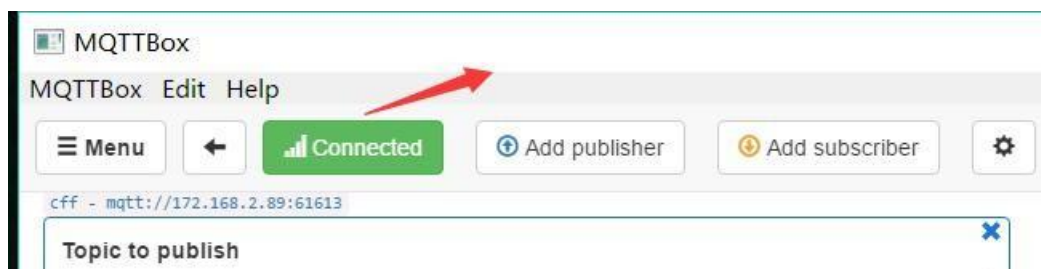 MQTTBox
MQTTBox Edit Help
Menu Connected Add publisher Add subscriber
cff - mqtt://172.168.2.89:61613
Topic to publish